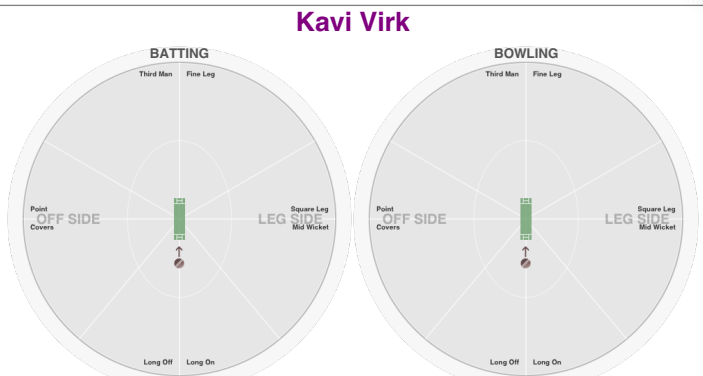 Kavi Virk
BATTING
Third Man Fine Leg
Point
OFF SIDE
Covers
Square Leg
LEG SIDE
Mid Wicket
Long Off Long On
BOWLING
Third Man Fine Leg
Point
OFF SIDE
Covers
Square Leg
LEG SIDE
Mid Wicket
Long Off Long On